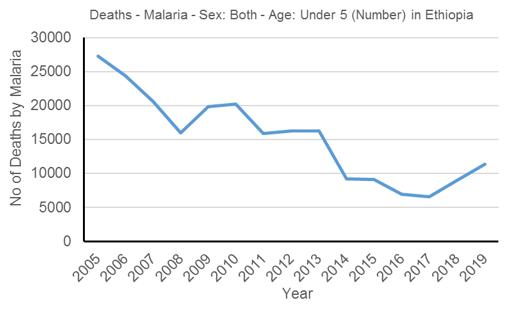 Deaths - Malaria - Sex: Both - Age: Under 5 (Number) in Ethiopia
30000
25000
20000
15000
10000
5000
0
No of Deaths by Malaria
2005 2006 2007 2008 2009 2010 2011 2012 2013 2014 2015 2016 2017 2018 2019
Year